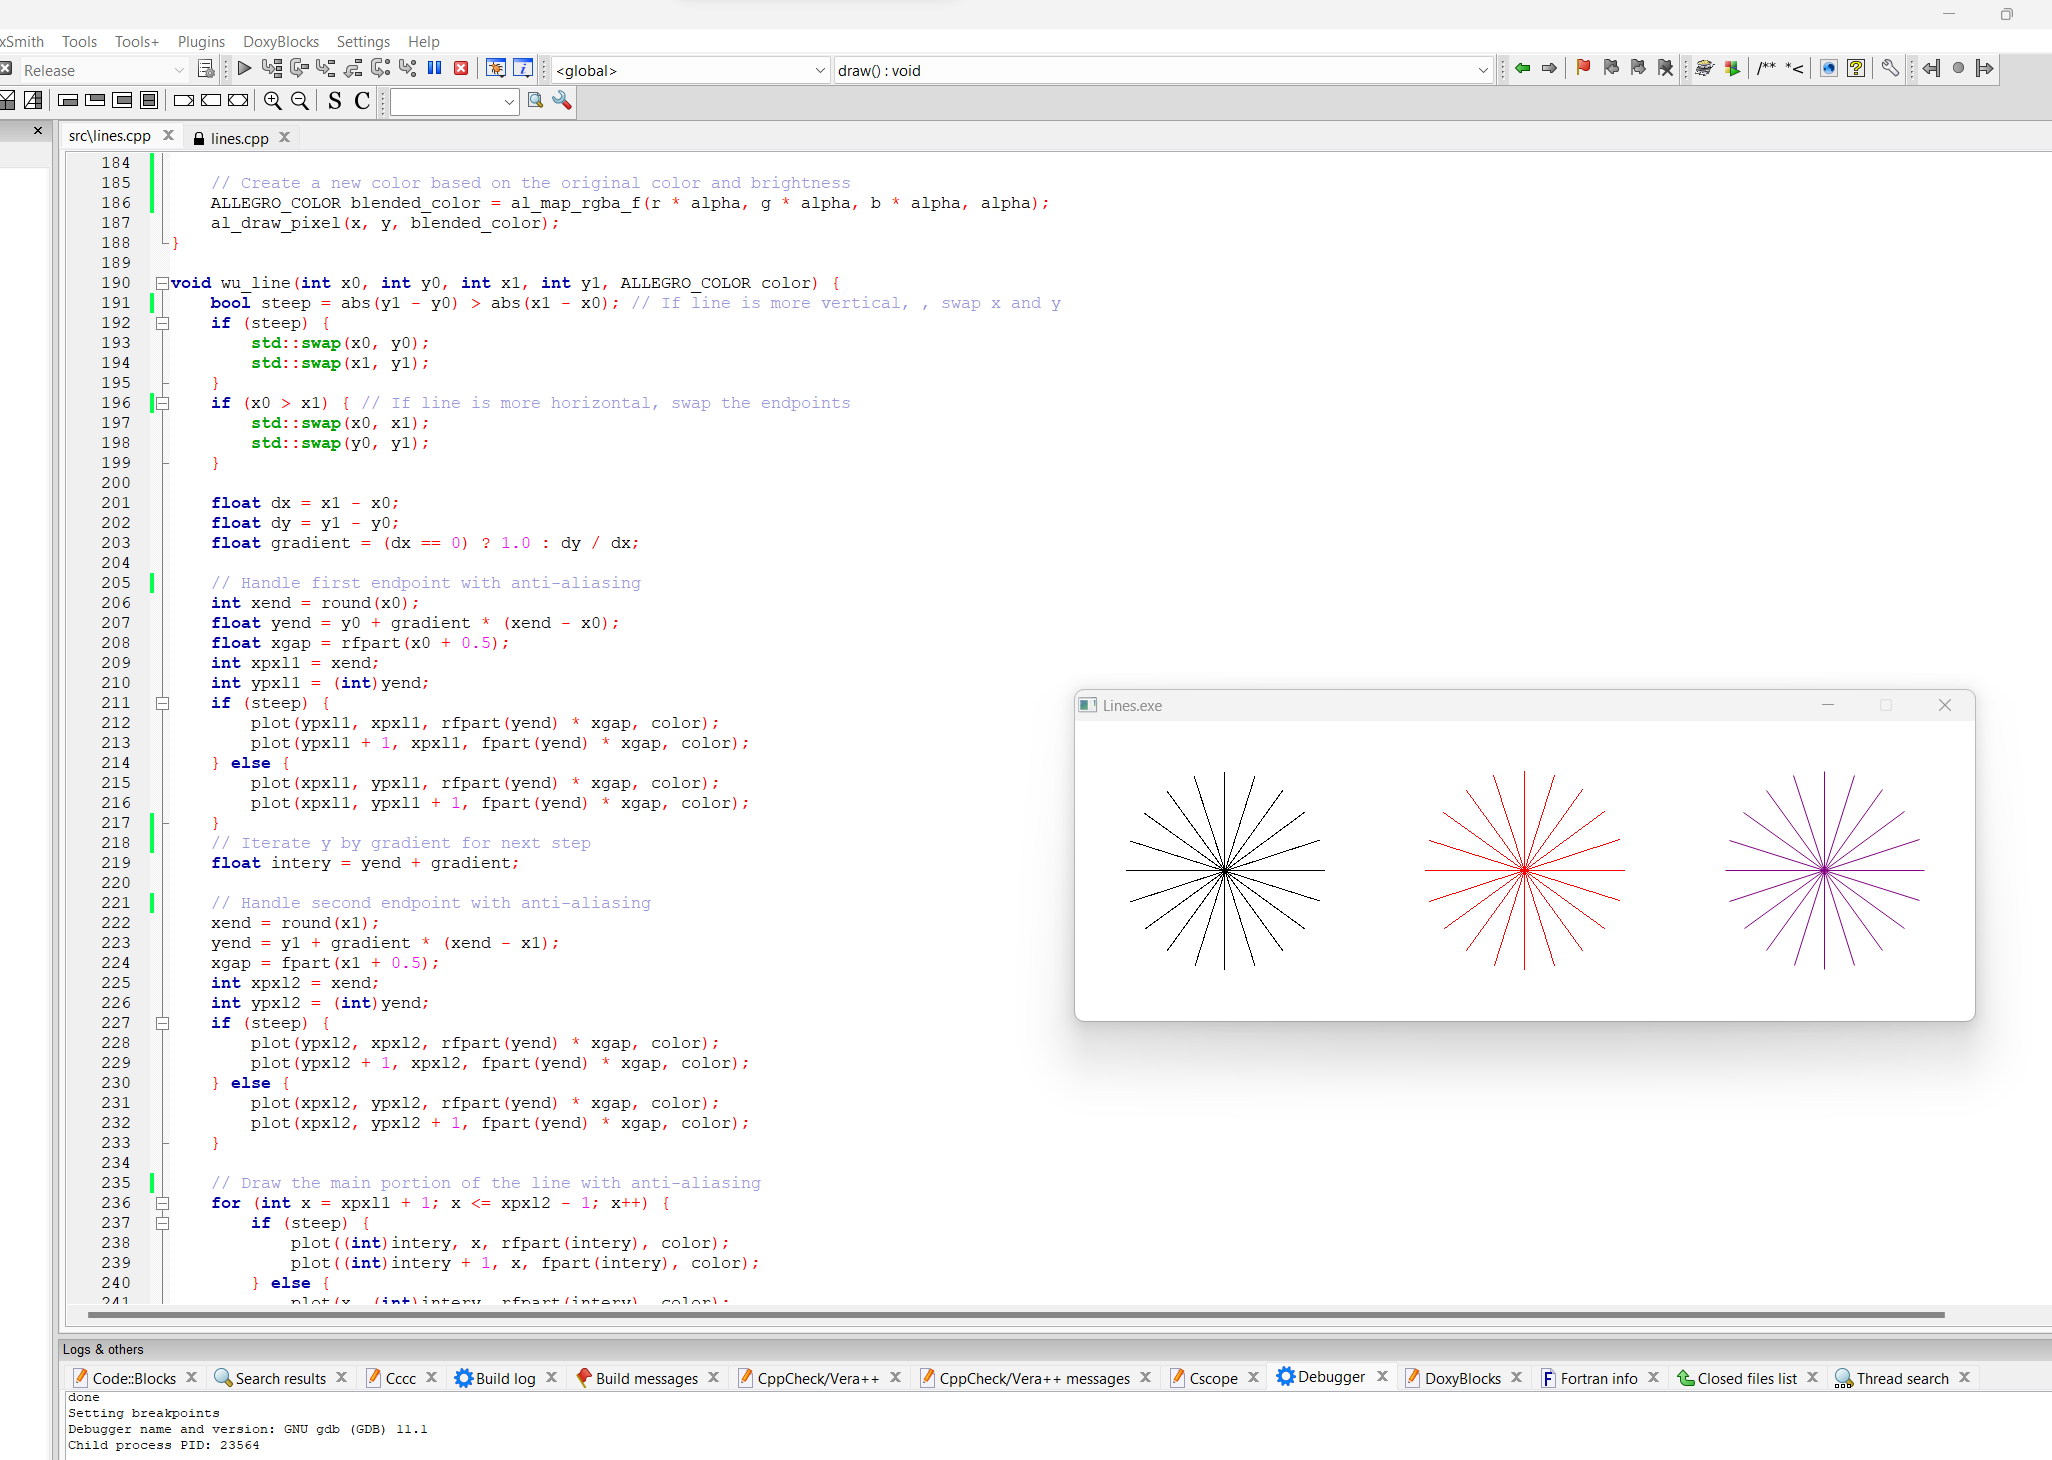 xSmith Tools Tools+ Plugins DoxyBlocks Settings Help
Release <global> draw() : void /** *<
S C
src\lines.cpp lines.cpp
184
185 // Create a new color based on the original color and brightness
186 ALLEGRO_COLOR blended_color = al_map_rgba_f(r * alpha, g * alpha, b * alpha, alpha);
187 al_draw_pixel(x, y, blended_color);
188 }
189
190 void wu_line(int x0, int y0, int x1, int y1, ALLEGRO_COLOR color) {
191 bool steep = abs(y1 - y0) > abs(x1 - x0); // If line is more vertical, , swap x and y
192 if (steep) {
193 std::swap(x0, y0);
194 std::swap(x1, y1);
195 }
196 if (x0 > x1) { // If line is more horizontal, swap the endpoints
197 std::swap(x0, x1);
198 std::swap(y0, y1);
199 }
200
201 float dx = x1 - x0;
202 float dy = y1 - y0;
203 float gradient = (dx == 0) ? 1.0 : dy / dx;
204
205 // Handle first endpoint with anti-aliasing
206 int xend = round(x0);
207 float yend = y0 + gradient * (xend - x0);
208 float xgap = rfpart(x0 + 0.5);
209 int xpxl1 = xend;
210 int ypxl1 = (int)yend;
211 if (steep) {
212 plot(ypxl1, xpxl1, rfpart(yend) * xgap, color);
213 plot(ypxl1 + 1, xpxl1, fpart(yend) * xgap, color);
214 } else {
215 plot(xpxl1, ypxl1, rfpart(yend) * xgap, color);
216 plot(xpxl1, ypxl1 + 1, fpart(yend) * xgap, color);
217 }
218 // Iterate y by gradient for next step
219 float intery = yend + gradient;
220
221 // Handle second endpoint with anti-aliasing
222 xend = round(x1);
223 yend = y1 + gradient * (xend - x1);
224 xgap = fpart(x1 + 0.5);
225 int xpxl2 = xend;
226 int ypxl2 = (int)yend;
227 if (steep) {
228 plot(ypxl2, xpxl2, rfpart(yend) * xgap, color);
229 plot(ypxl2 + 1, xpxl2, fpart(yend) * xgap, color);
230 } else {
231 plot(xpxl2, ypxl2, rfpart(yend) * xgap, color);
232 plot(xpxl2, ypxl2 + 1, fpart(yend) * xgap, color);
233 }
234
235 // Draw the main portion of the line with anti-aliasing
236 for (int x = xpxl1 + 1; x <= xpxl2 - 1; x++) {
237 if (steep) {
238 plot((int)intery, x, rfpart(intery), color);
239 plot((int)intery + 1, x, fpart(intery), color);
240 } else {
241 plot(x, (int)intery, rfpart(intery), color);
Lines.exe
Logs & others
Code::Blocks Search results Cccc Build log Build messages CppCheck/Vera++ CppCheck/Vera++ messages Cscope Debugger DoxyBlocks Fortran info Closed files list Thread search
done
Setting breakpoints
Debugger name and version: GNU gdb (GDB) 11.1
Child process PID: 23564